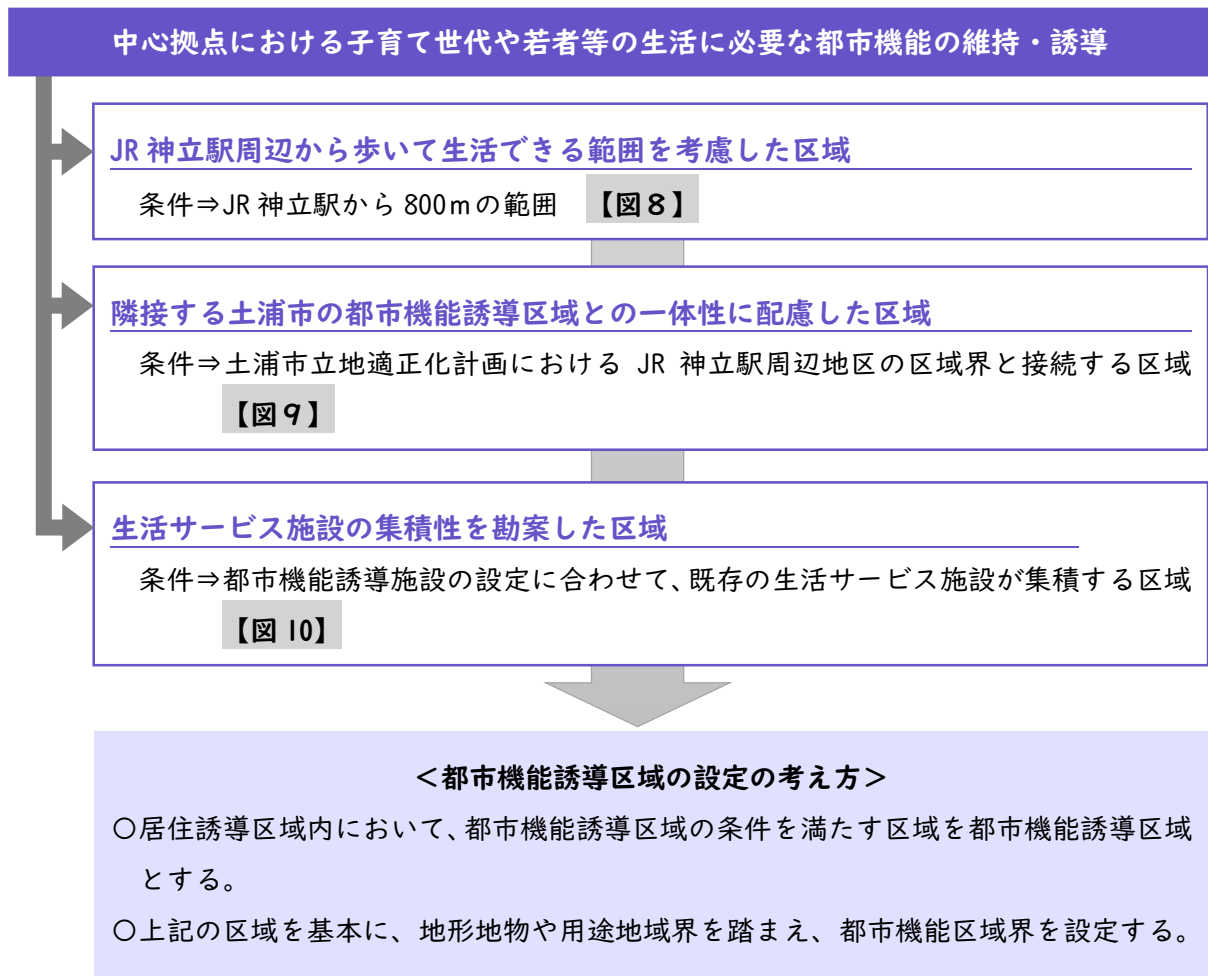 中心拠点における子育て世代や若者等の生活に必要な都市機能の維持・誘導
JR 神立駅周辺から歩いて生活できる範囲を考慮した区域
条件⇒JR 神立駅から 800ｍの範囲 【図８】
隣接する土浦市の都市機能誘導区域との一体性に配慮した区域
条件⇒土浦市立地適正化計画における JR 神立駅周辺地区の区域界と接続する区域
【図９】
生活サービス施設の集積性を勘案した区域
条件⇒都市機能誘導施設の設定に合わせて、既存の生活サービス施設が集積する区域
【図 10】
＜都市機能誘導区域の設定の考え方＞
〇居住誘導区域内において、都市機能誘導区域の条件を満たす区域を都市機能誘導区域
とする。
〇上記の区域を基本に、地形地物や用途地域界を踏まえ、都市機能区域界を設定する。